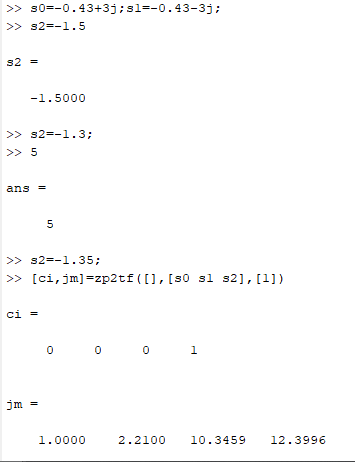 >> s0=-0.43+3j;s1=-0.43-3j;
>> s2=-1.5
s2 =
-1.5000
>> s2=-1.3;
>> 5
ans =
5
>> s2=-1.35;
>> [ci,jm]=zp2tf([],[s0 s1 s2],[1])
ci =
0 0 0 1
jm =
1.0000 2.2100 10.3459 12.3996